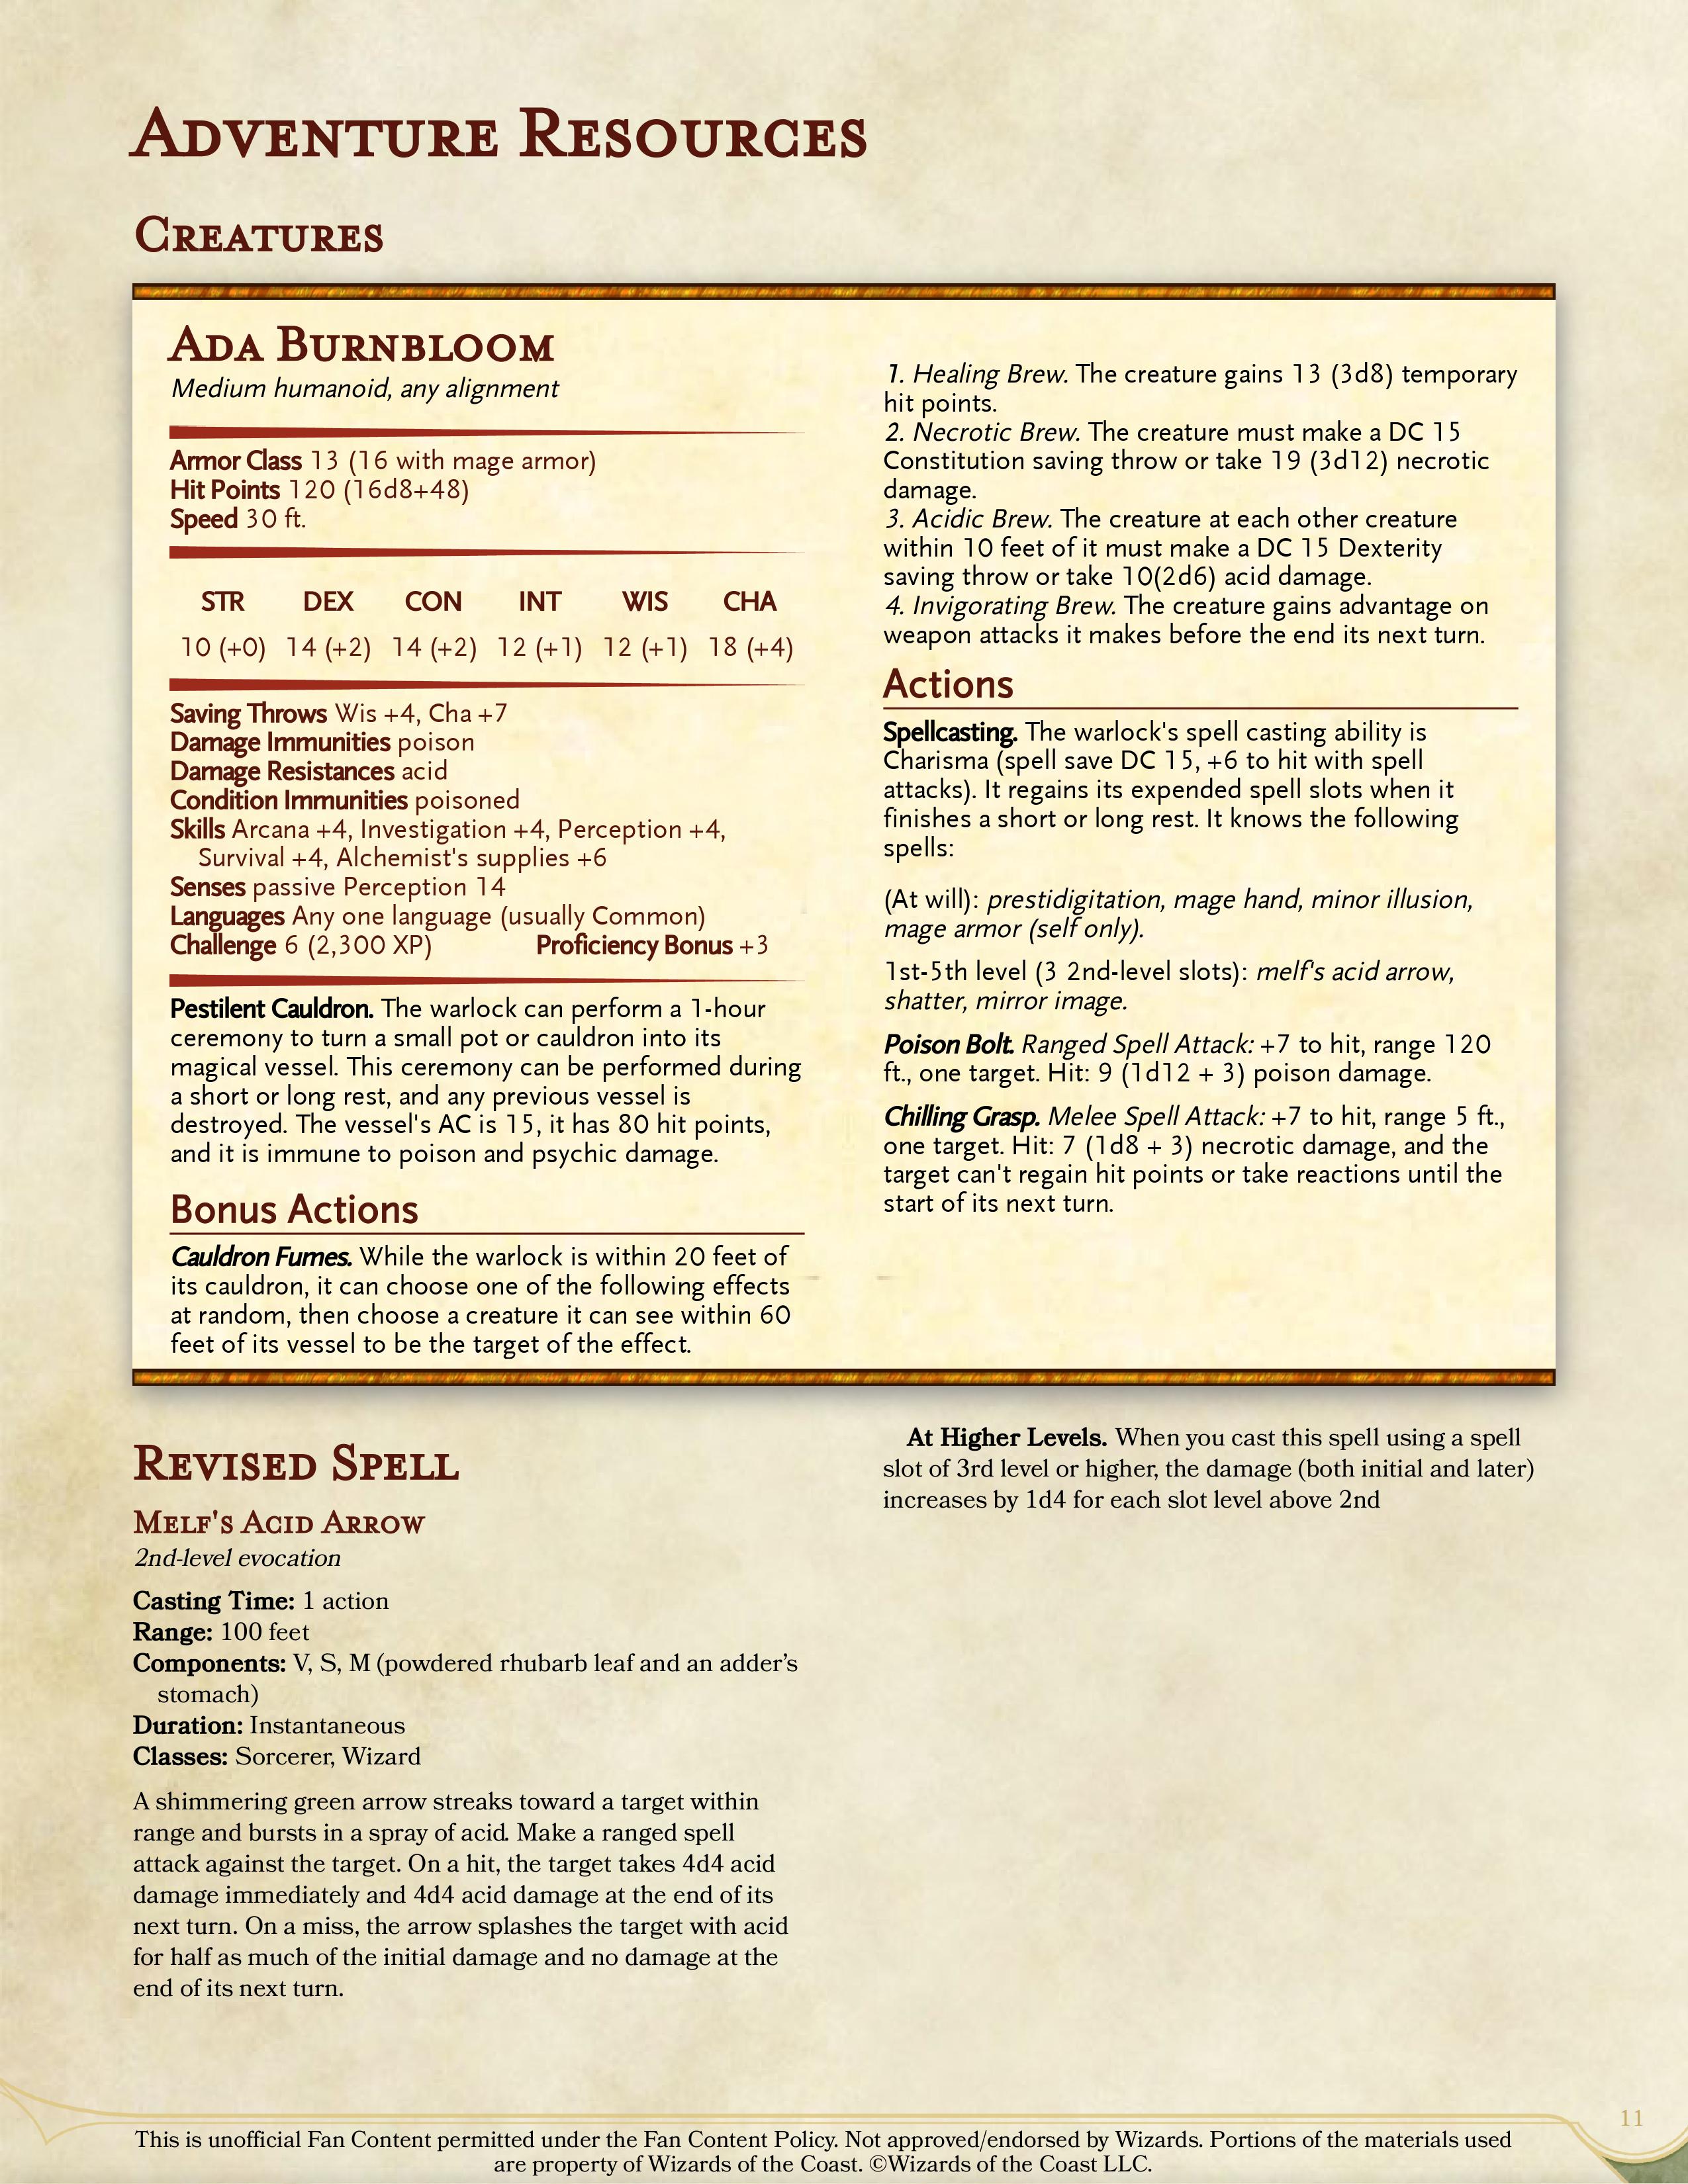 Adventure Resources
Creatures
Ada Burnbloom
Medium humanoid, any alignment
Armor Class 13 (16 with mage armor)
Hit Points 120 (16d8+48)
Speed 30 ft.
STR DEX CON INT WIS CHA
10 (+0) 14 (+2) 14 (+2) 12 (+1) 12 (+1) 18 (+4)
Saving Throws Wis +4, Cha +7
Damage Immunities poison
Damage Resistances acid
Condition Immunities poisoned
Skills Arcana +4, Investigation +4, Perception +4,
Survival +4, Alchemist's supplies +6
Senses passive Perception 14
Languages Any one language (usually Common)
Challenge 6 (2,300 XP) Proficiency Bonus +3
Pestilent Cauldron. The warlock can perform a 1-hour
ceremony to turn a small pot or cauldron into its
magical vessel. This ceremony can be performed during
a short or long rest, and any previous vessel is
destroyed. The vessel's AC is 15, it has 80 hit points,
and it is immune to poison and psychic damage.
Bonus Actions
Cauldron Fumes. While the warlock is within 20 feet of
its cauldron, it can choose one of the following effects
at random, then choose a creature it can see within 60
feet of its vessel to be the target of the effect.
1. Healing Brew. The creature gains 13 (3d8) temporary
hit points.
2. Necrotic Brew. The creature must make a DC 15
Constitution saving throw or take 19 (3d12) necrotic
damage.
3. Acidic Brew. The creature at each other creature
within 10 feet of it must make a DC 15 Dexterity
saving throw or take 10(2d6) acid damage.
4. Invigorating Brew. The creature gains advantage on
weapon attacks it makes before the end its next turn.
Actions
Spellcasting. The warlock's spell casting ability is
Charisma (spell save DC 15, +6 to hit with spell
attacks). It regains its expended spell slots when it
finishes a short or long rest. It knows the following
spells:
(At will): prestidigitation, mage hand, minor illusion,
mage armor (self only).
1st-5th level (3 2nd-level slots): melf's acid arrow,
shatter, mirror image.
Poison Bolt. Ranged Spell Attack: +7 to hit, range 120
ft., one target. Hit: 9 (1d12 + 3) poison damage.
Chilling Grasp. Melee Spell Attack: +7 to hit, range 5 ft.,
one target. Hit: 7 (1d8 + 3) necrotic damage, and the
target can't regain hit points or take reactions until the
start of its next turn.
Revised Spell
Melf's Acid Arrow
2nd-level evocation
Casting Time: 1 action
Range: 100 feet
Components: V, S, M (powdered rhubarb leaf and an adder's
stomach)
Duration: Instantaneous
Classes: Sorcerer, Wizard
A shimmering green arrow streaks toward a target within
range and bursts in a spray of acid. Make a ranged spell
attack against the target. On a hit, the target takes 4d4 acid
damage immediately and 4d4 acid damage at the end of its
next turn. On a miss, the arrow splashes the target with acid
for half as much of the initial damage and no damage at the
end of its next turn.
At Higher Levels. When you cast this spell using a spell
slot of 3rd level or higher, the damage (both initial and later)
increases by 1d4 for each slot level above 2nd
11
This is unofficial Fan Content permitted under the Fan Content Policy. Not approved/endorsed by Wizards. Portions of the materials used
are property of Wizards of the Coast. ©Wizards of the Coast LLC.